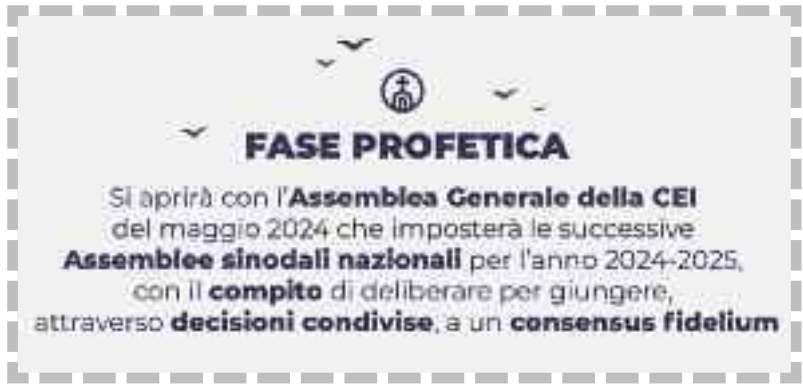 FASE PROFETICA
Si aprirà con l'Assemblea Generale della CEI
del maggio 2024 che imposterà le successive
Assemblee sinodali nazionali per l'anno 2024-2025,
con il compito di deliberare per giungere,
attraverso decisioni condivise, a un consensus fidelium